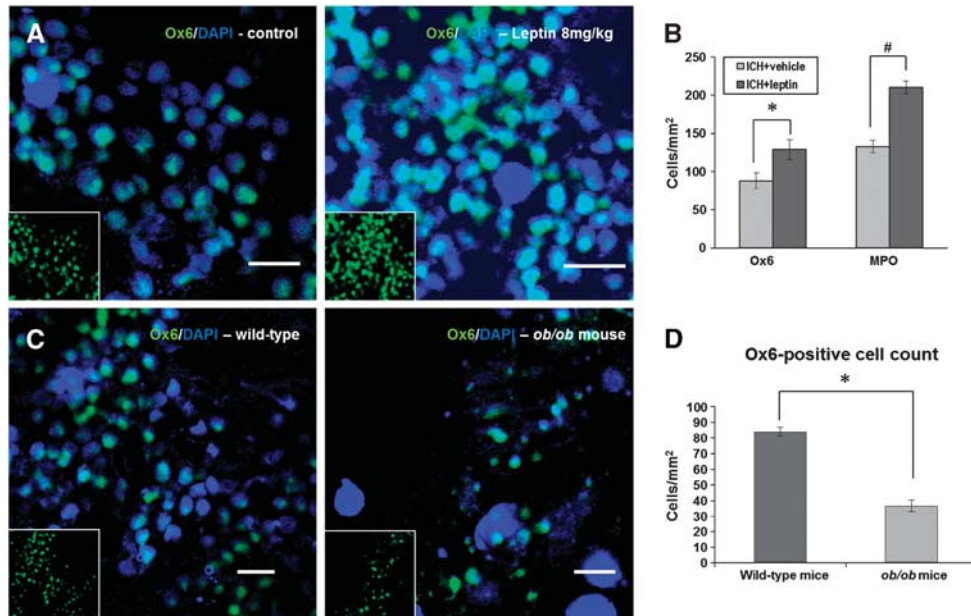 A
Ox6/DAPI - control
Ox6/DAPI – Leptin 8mg/kg
B
ICH+vehicle
ICH+leptin
*
#
Cells/mm²
250
200
150
100
50
0
Ox6
MPO
C
Ox6/DAPI – wild-type
Ox6/DAPI – ob/ob mouse
D
Ox6-positive cell count
*
Cells/mm²
90
80
70
60
50
40
30
20
10
0
Wild-type mice
ob/ob mice